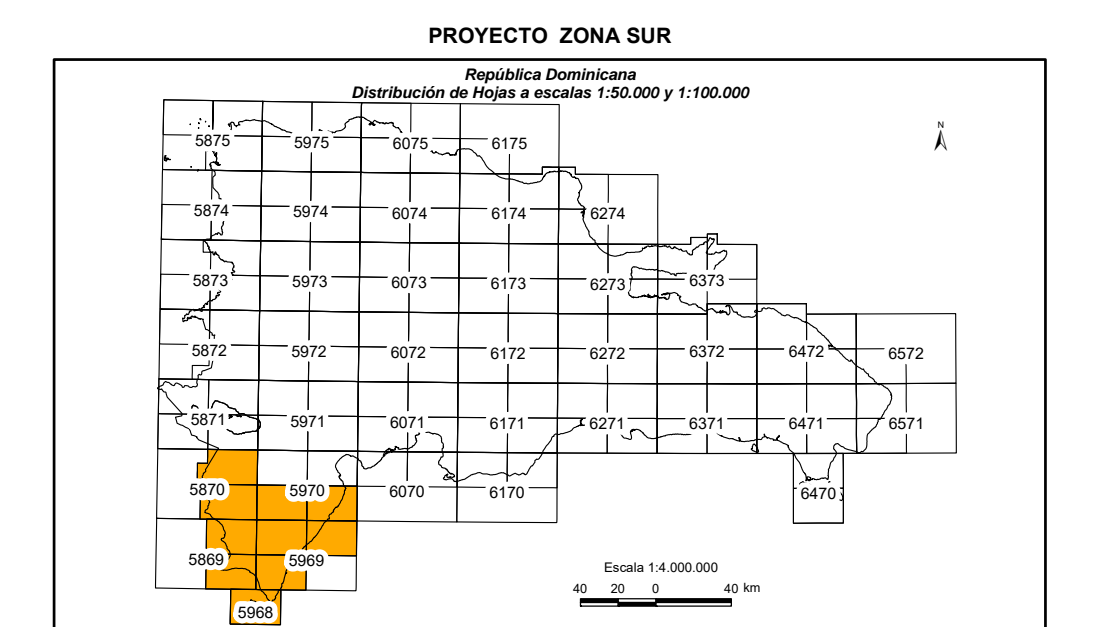 PROYECTO ZONA SUR
República Dominicana
Distribución de Hojas a escalas 1:50.000 y 1:100.000
N
5875 5975 6075 6175
5874 5974 6074 6174 6274
5873 5973 6073 6173 6273 6373
5872 5972 6072 6172 6272 6372 6472 6572
5871 5971 6071 6171 6271 6371 6471 6571
5870 5970 6070 6170 6470
5869 5969
Escala 1:4.000.000
40 20 0 40 km
5968